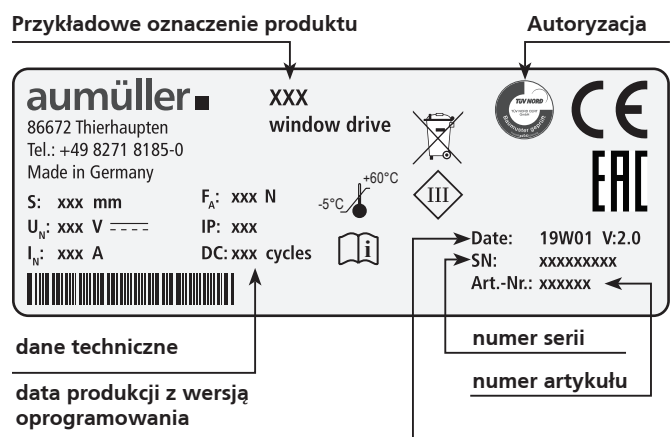 Przykładowe oznaczenie produktu
Autoryzacja
aumüller
86672 Thierhaupten
Tel.: +49 8271 8185-0
Made in Germany
XXX
window drive
TÜV NORD
CE
EAC
S: xxx mm
U_N: xxx V
I_N: xxx A
F_A: xxx N
IP: xxx
DC: xxx cycles
-5°C
+60°C
III
i
Date: 19W01 V:2.0
SN: xxxxxxxxx
Art.-Nr.: xxxxxx
dane techniczne
numer serii
numer artykułu
data produkcji z wersją
oprogramowania